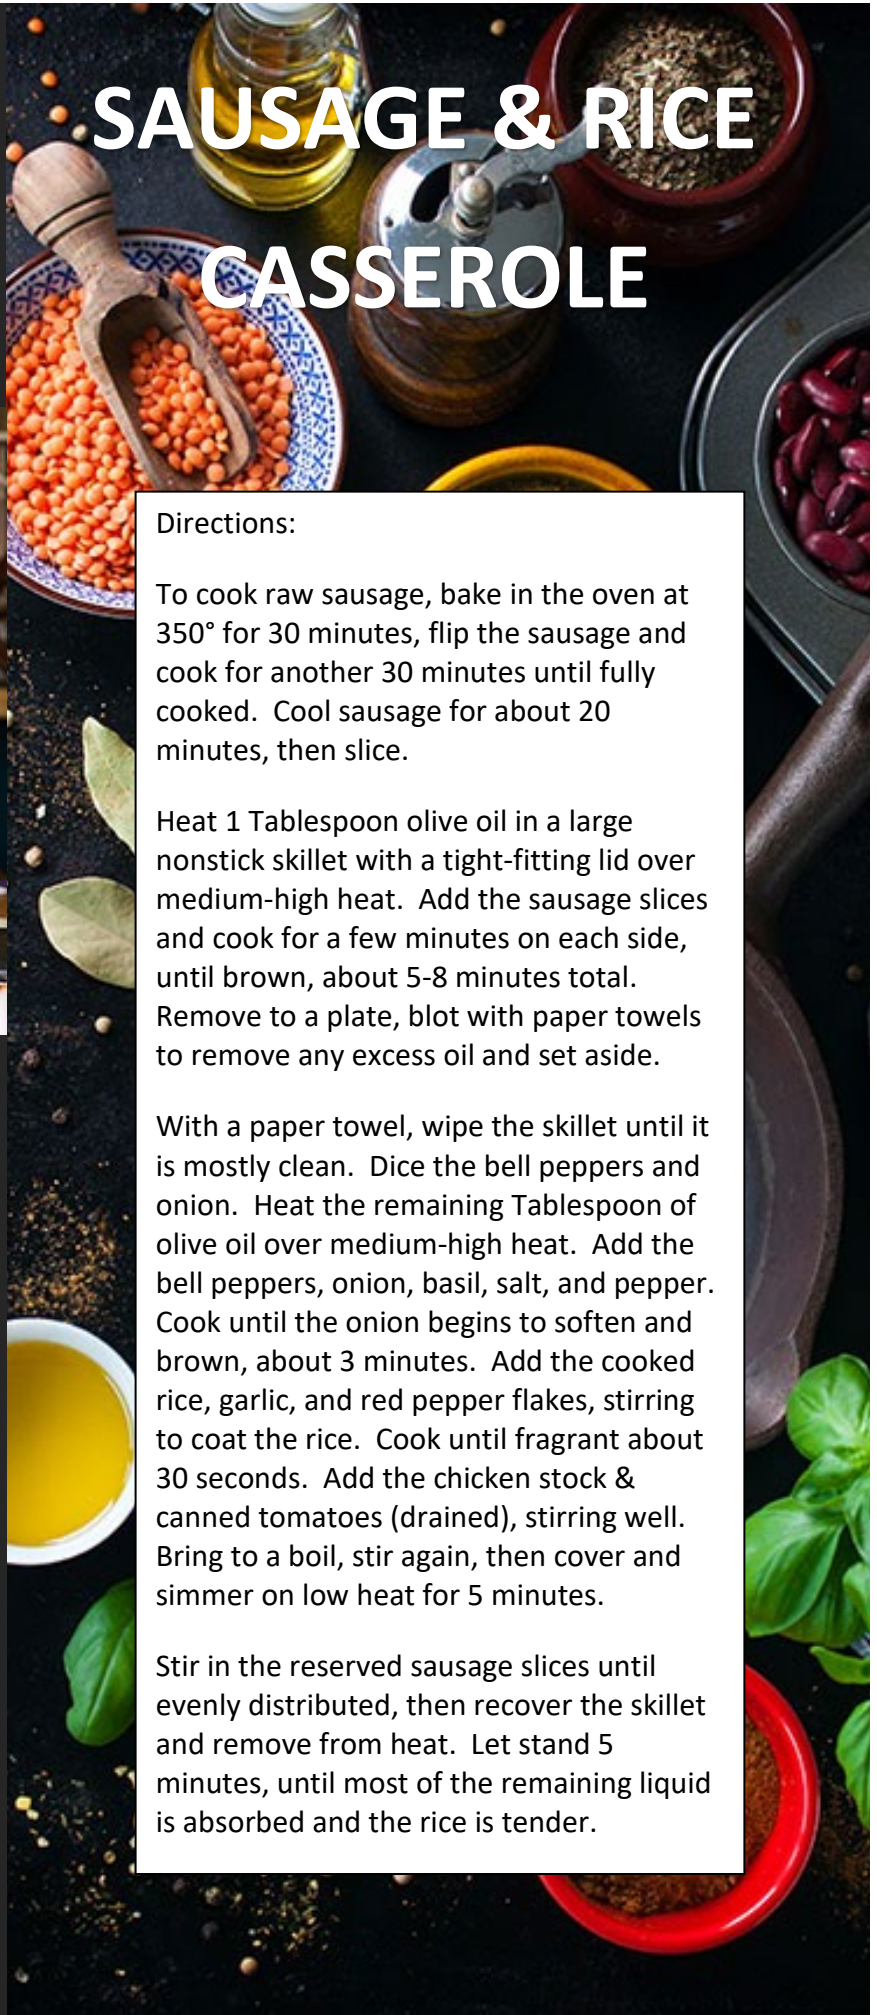 SAUSAGE & RICE
CASSEROLE
Directions:
To cook raw sausage, bake in the oven at
350° for 30 minutes, flip the sausage and
cook for another 30 minutes until fully
cooked.  Cool sausage for about 20
minutes, then slice.
Heat 1 Tablespoon olive oil in a large
nonstick skillet with a tight-fitting lid over
medium-high heat.  Add the sausage slices
and cook for a few minutes on each side,
until brown, about 5-8 minutes total.
Remove to a plate, blot with paper towels
to remove any excess oil and set aside.
With a paper towel, wipe the skillet until it
is mostly clean.  Dice the bell peppers and
onion.  Heat the remaining Tablespoon of
olive oil over medium-high heat.  Add the
bell peppers, onion, basil, salt, and pepper.
Cook until the onion begins to soften and
brown, about 3 minutes.  Add the cooked
rice, garlic, and red pepper flakes, stirring
to coat the rice.  Cook until fragrant about
30 seconds.  Add the chicken stock &
canned tomatoes (drained), stirring well.
Bring to a boil, stir again, then cover and
simmer on low heat for 5 minutes.
Stir in the reserved sausage slices until
evenly distributed, then recover the skillet
and remove from heat.  Let stand 5
minutes, until most of the remaining liquid
is absorbed and the rice is tender.